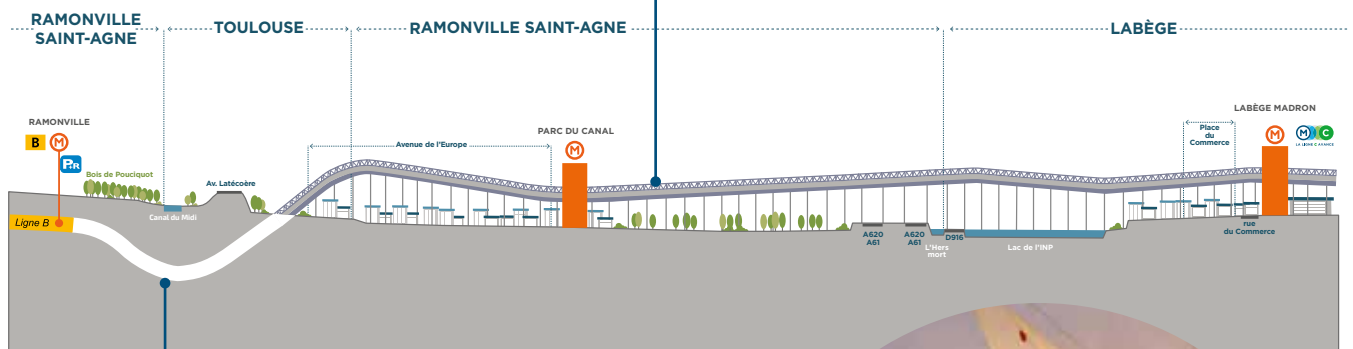 RAMONVILLE
SAINT-AGNE
TOULOUSE
RAMONVILLE SAINT-AGNE
LABÈGE
RAMONVILLE
B M
P+R
Bois de Pouciquot
Canal du Midi
Av. Latécoère
Ligne B
Avenue de l'Europe
PARC DU CANAL
M
A620
A61
A620
A61
L'Hers
mort
D916
Lac de l'INP
Place
du
Commerce
rue
du Commerce
LABÈGE MADRON
M
M C
LA LIGNE C AVANCE